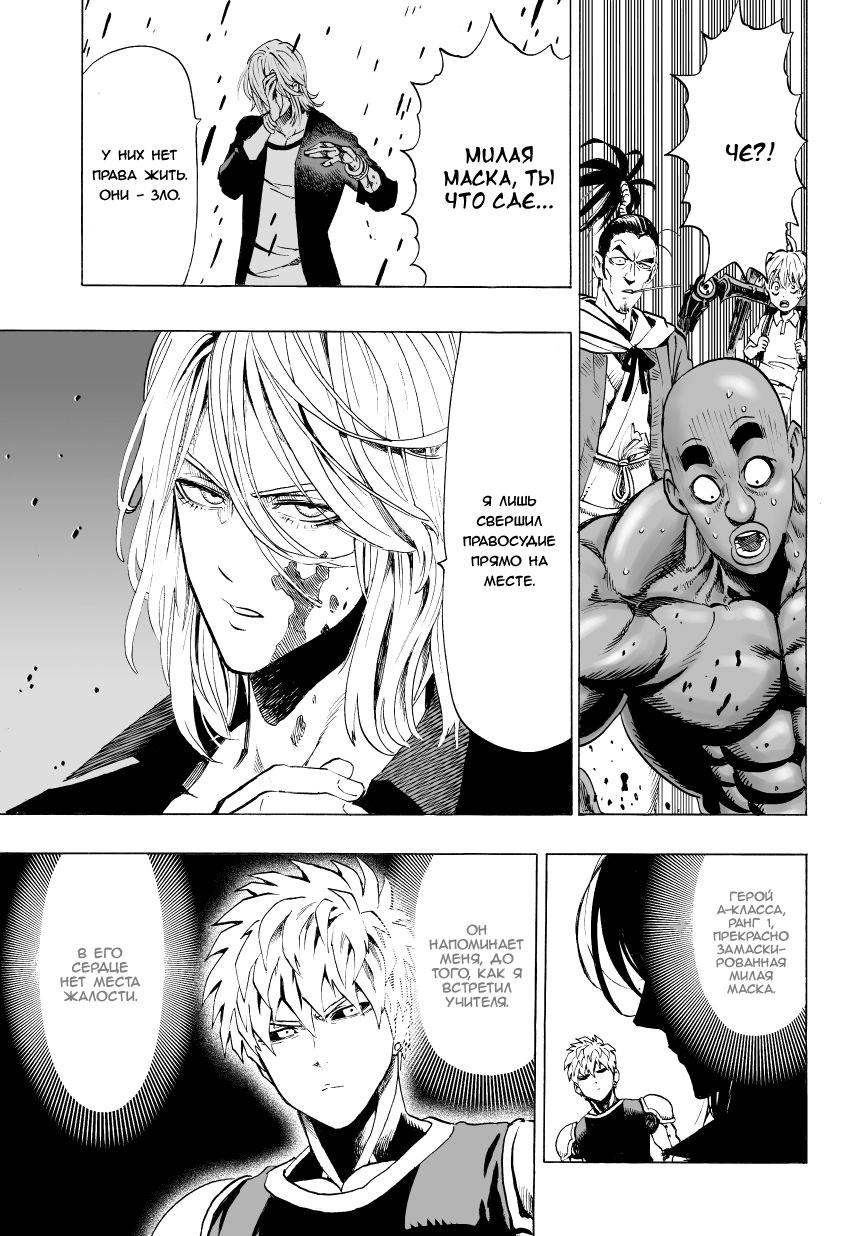 ЧЕ?!
МИЛАЯ
МАСКА, ТЫ
ЧТО СДЕ...
У НИХ НЕТ
ПРАВА ЖИТЬ.
ОНИ - ЗЛО.
Я ЛИШЬ
СВЕРШИЛ
ПРАВОСУДИЕ
ПРЯМО НА
МЕСТЕ.
ГЕРОЙ
А-КЛАССА,
РАНГ 1,
ПРЕКРАСНО
ЗАМАСКИ-
РОВАННАЯ
МИЛАЯ
МАСКА.
ОН
НАПОМИНАЕТ
МЕНЯ, ДО
ТОГО, КАК Я
ВСТРЕТИЛ
УЧИТЕЛЯ.
В ЕГО
СЕРДЦЕ
НЕТ МЕСТА
ЖАЛОСТИ.